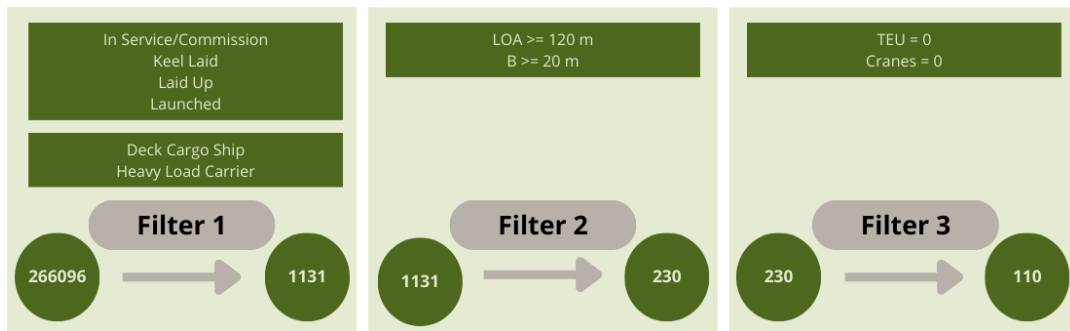 In Service/Commission
Keel Laid
Laid Up
Launched
Deck Cargo Ship
Heavy Load Carrier
Filter 1
266096
1131
LOA >= 120 m
B >= 20 m
Filter 2
1131
230
TEU = 0
Cranes = 0
Filter 3
230
110